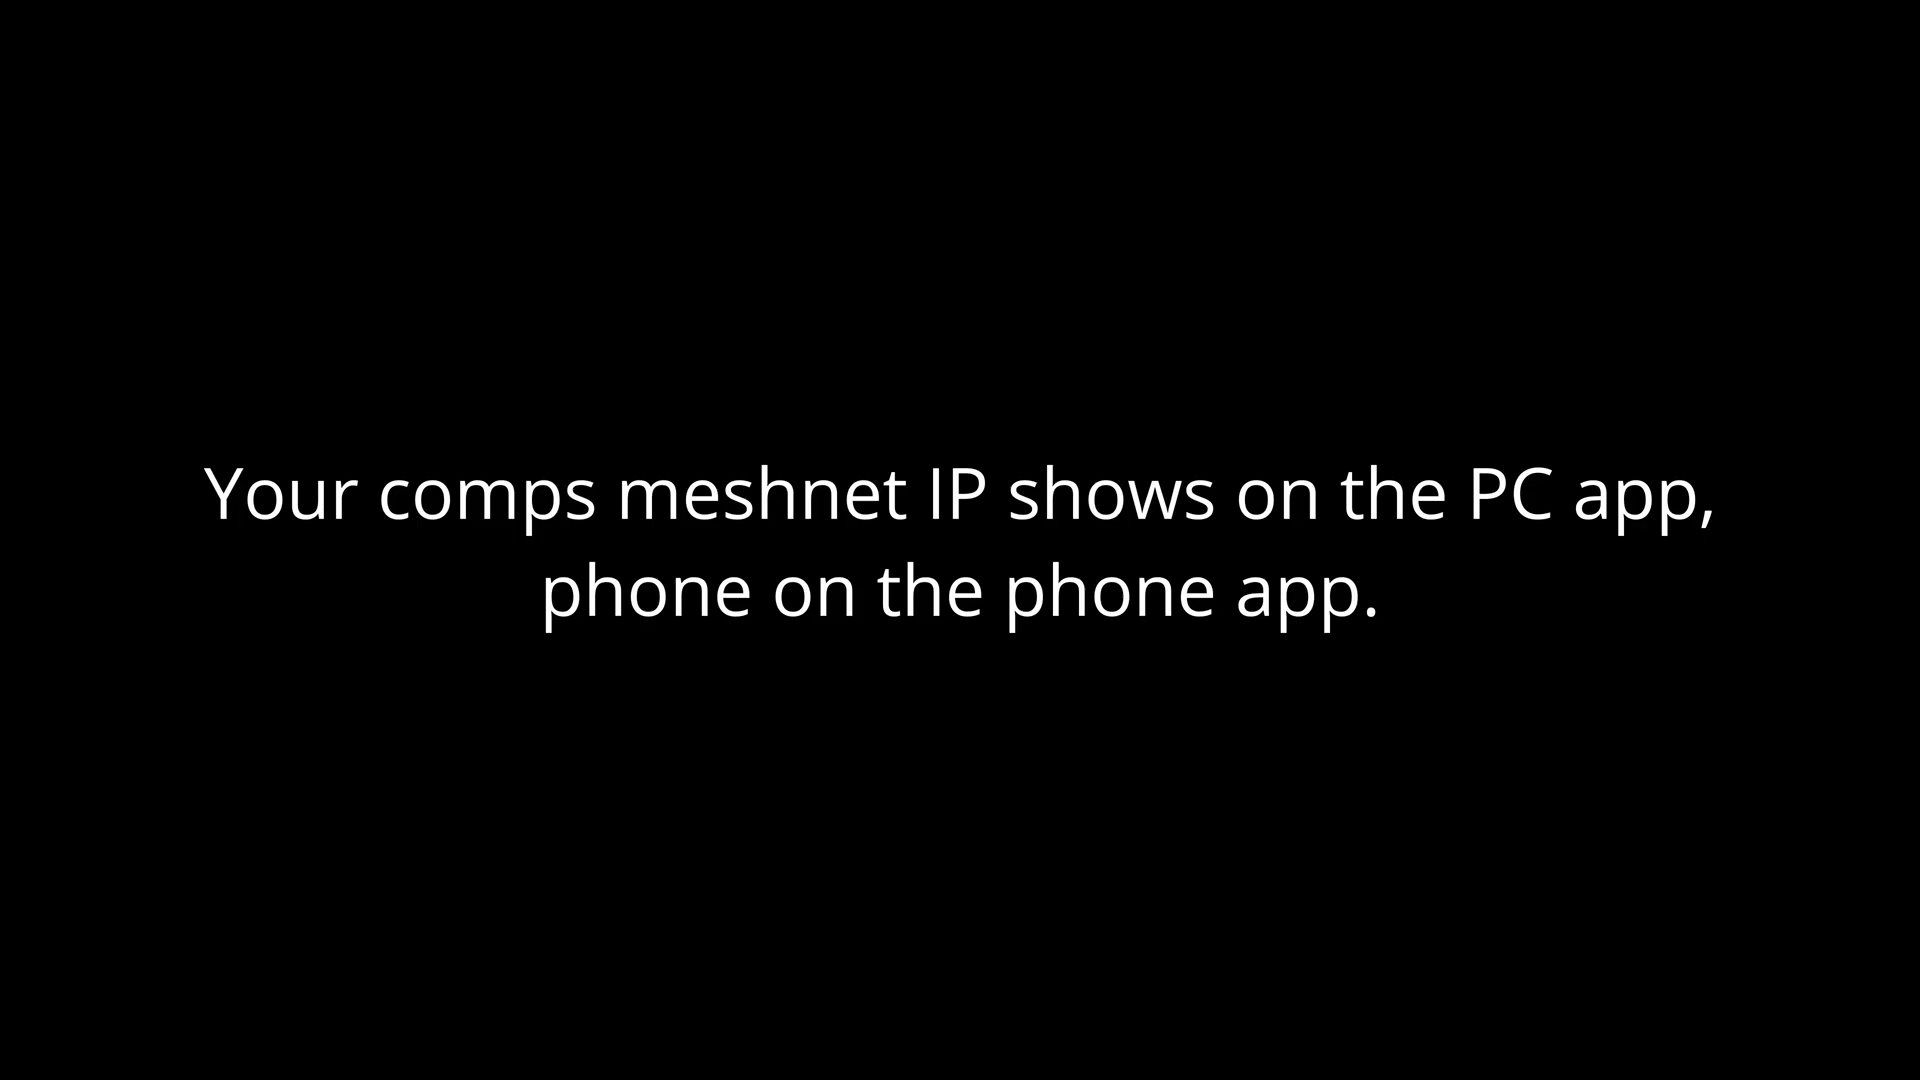 Your comps meshnet IP shows on the PC app,
phone on the phone app.